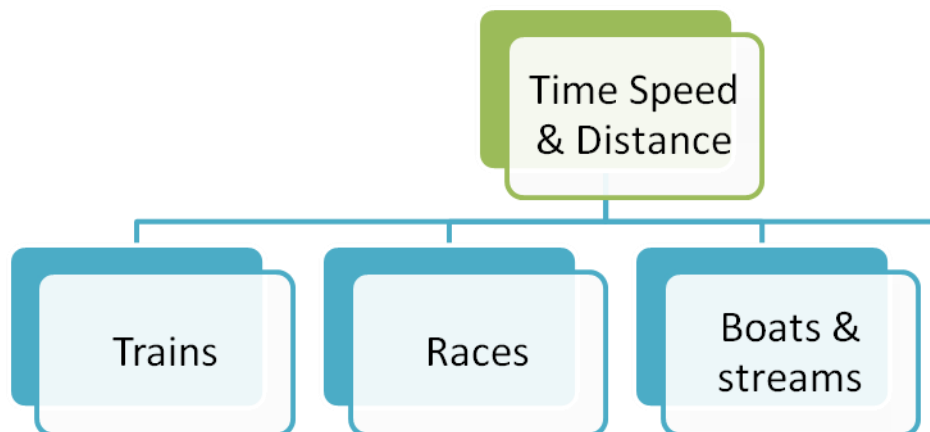 Time Speed
& Distance
Trains
Races
Boats &
streams